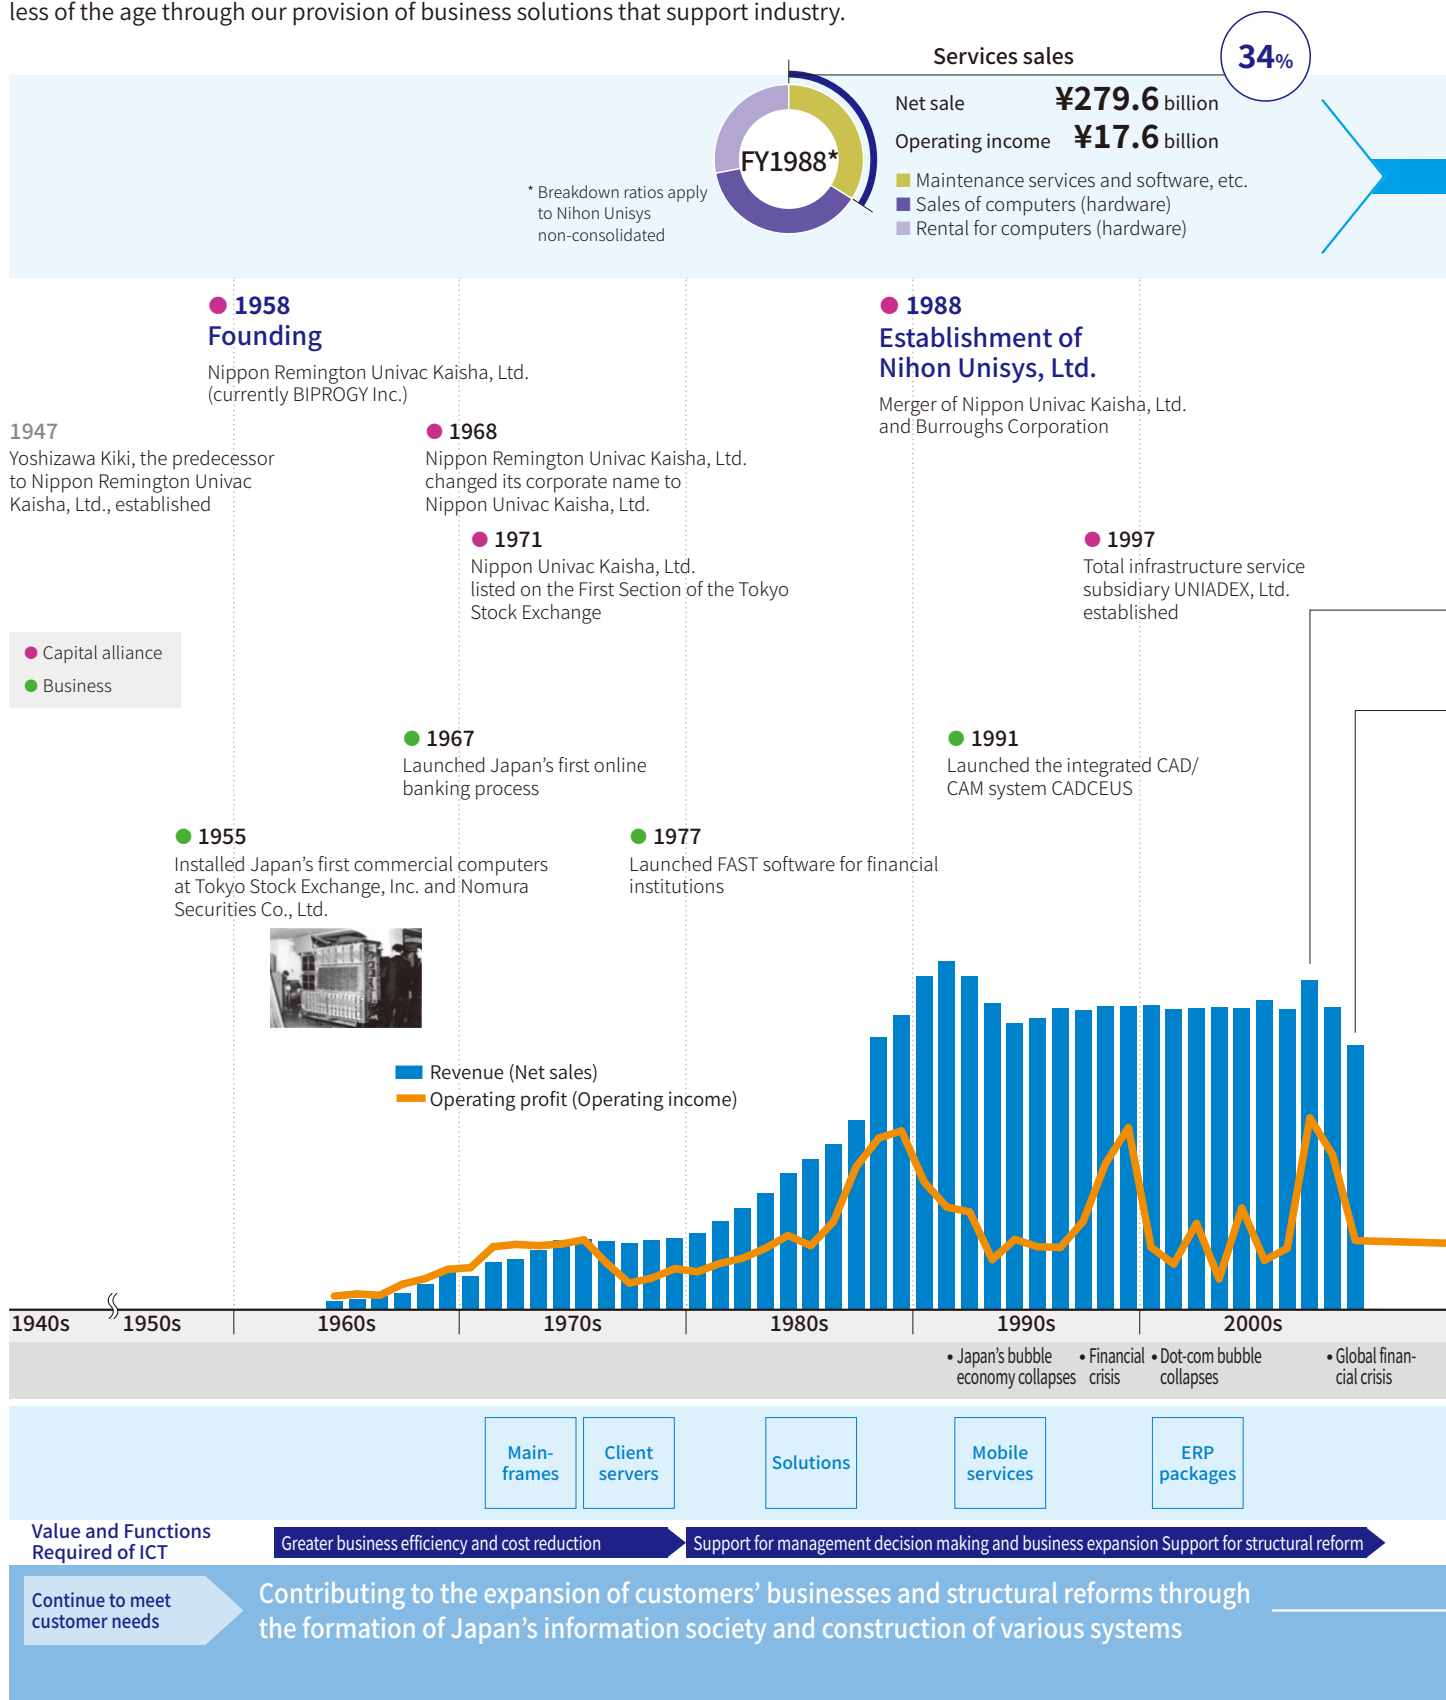 less of the age through our provision of business solutions that support industry.
Services sales
34%
Net sale ¥279.6 billion
Operating income ¥17.6 billion
FY1988*
* Breakdown ratios apply
to Nihon Unisys
non-consolidated
Maintenance services and software, etc.
Sales of computers (hardware)
Rental for computers (hardware)
1958
Founding
Nippon Remington Univac Kaisha, Ltd.
(currently BIPROGY Inc.)
1988
Establishment of
Nihon Unisys, Ltd.
Merger of Nippon Univac Kaisha, Ltd.
and Burroughs Corporation
1947
Yoshizawa Kiki, the predecessor
to Nippon Remington Univac
Kaisha, Ltd., established
1968
Nippon Remington Univac Kaisha, Ltd.
changed its corporate name to
Nippon Univac Kaisha, Ltd.
1971
Nippon Univac Kaisha, Ltd.
listed on the First Section of the Tokyo
Stock Exchange
1997
Total infrastructure service
subsidiary UNIADEX, Ltd.
established
Capital alliance
Business
1967
Launched Japan's first online
banking process
1991
Launched the integrated CAD/
CAM system CADCEUS
1955
Installed Japan's first commercial computers
at Tokyo Stock Exchange, Inc. and Nomura
Securities Co., Ltd.
1977
Launched FAST software for financial
institutions
Revenue (Net sales)
Operating profit (Operating income)
1940s 1950s 1960s 1970s 1980s 1990s 2000s
• Japan's bubble
economy collapses
• Financial
crisis
• Dot-com bubble
collapses
• Global finan-
cial crisis
Main-
frames
Client
servers
Solutions
Mobile
services
ERP
packages
Value and Functions
Required of ICT
Greater business efficiency and cost reduction
Support for management decision making and business expansion Support for structural reform
Continue to meet
customer needs
Contributing to the expansion of customers' businesses and structural reforms through
the formation of Japan's information society and construction of various systems